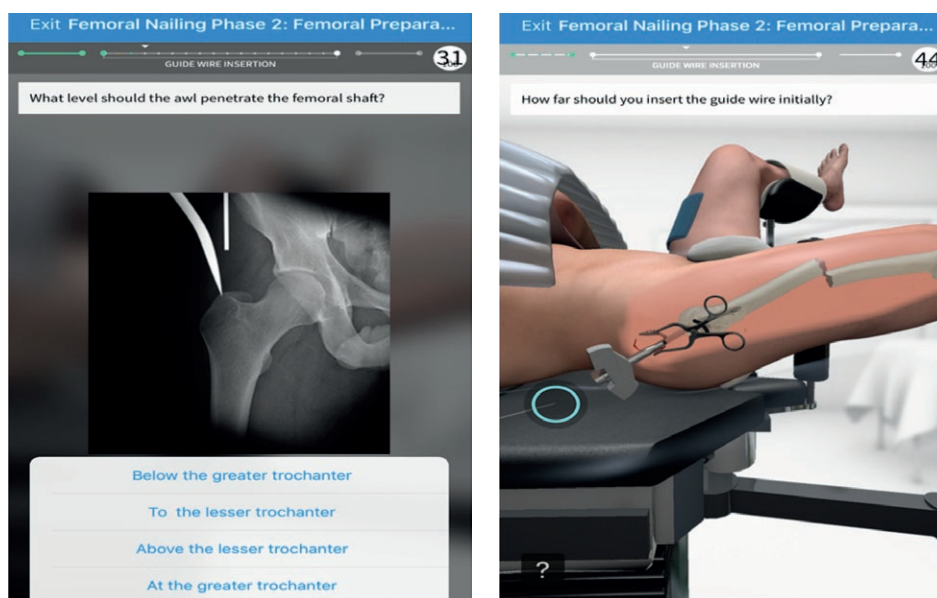 Exit Femoral Nailing Phase 2: Femoral Prepara...
31
GUIDE WIRE INSERTION
What level should the awl penetrate the femoral shaft?
Below the greater trochanter
To the lesser trochanter
Above the lesser trochanter
At the greater trochanter
Exit Femoral Nailing Phase 2: Femoral Prepara...
44
GUIDE WIRE INSERTION
How far should you insert the guide wire initially?
?